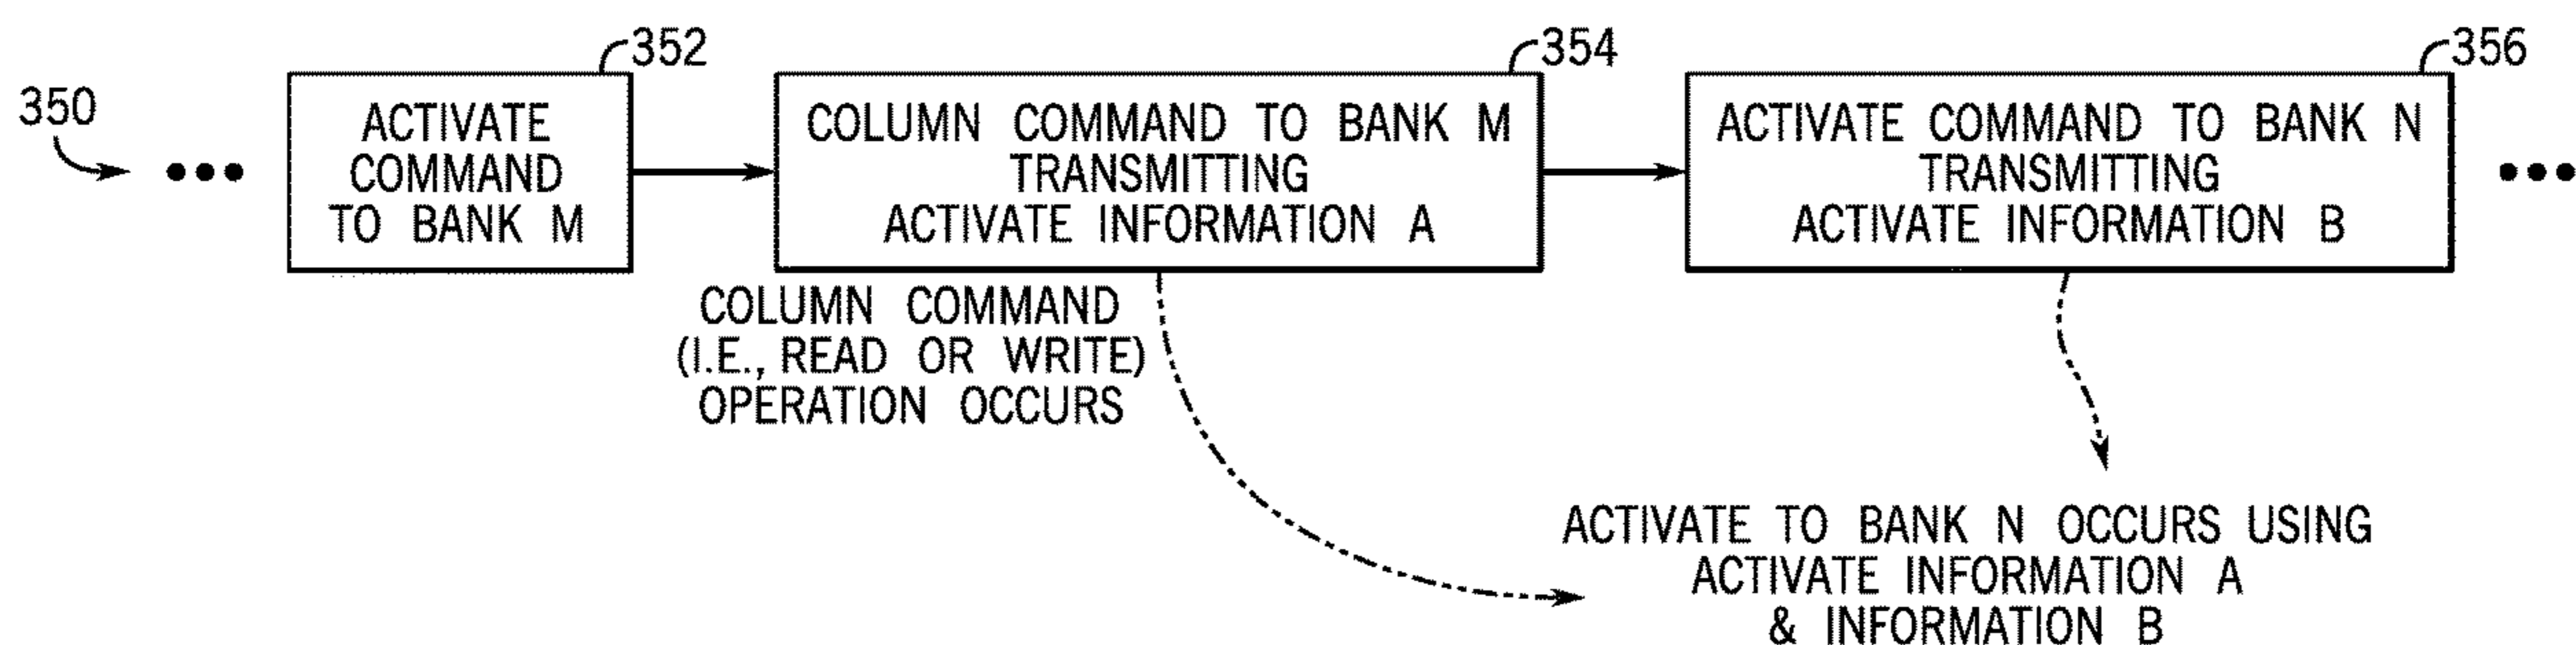 350
352
ACTIVATE
COMMAND
TO BANK M
354
COLUMN COMMAND TO BANK M
TRANSMITTING
ACTIVATE INFORMATION A
356
ACTIVATE COMMAND TO BANK N
TRANSMITTING
ACTIVATE INFORMATION B
COLUMN COMMAND
(I.E., READ OR WRITE)
OPERATION OCCURS
ACTIVATE TO BANK N OCCURS USING
ACTIVATE INFORMATION A
& INFORMATION B